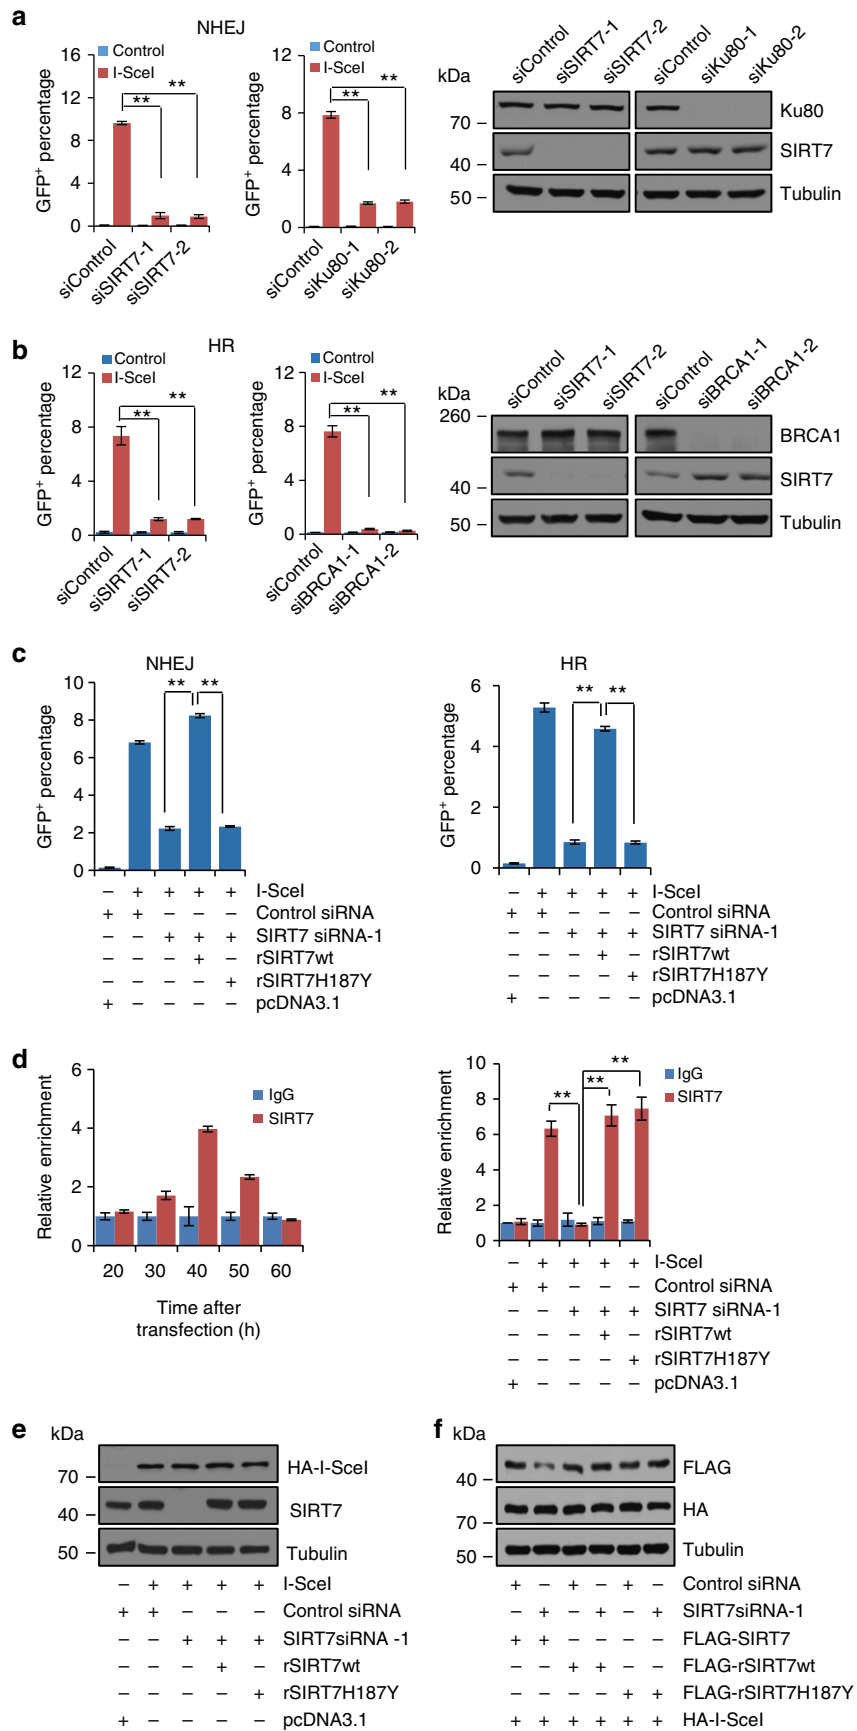 a
NHEJ
Control
I-SceI
**
**
16
12
8
4
0
GFP+ percentage
siControl
siSIRT7-1
siSIRT7-2
Control
I-SceI
**
**
12
8
4
0
GFP+ percentage
siControl
siKu80-1
siKu80-2
siControl
siSIRT7-1
siSIRT7-2
siControl
siKu80-1
siKu80-2
kDa
70 –
Ku80
40 –
SIRT7
50 –
Tubulin
b
HR
Control
I-SceI
**
**
12
8
4
0
GFP+ percentage
siControl
siSIRT7-1
siSIRT7-2
Control
I-SceI
**
**
12
8
4
0
GFP+ percentage
siControl
siBRCA1-1
siBRCA1-2
siControl
siSIRT7-1
siSIRT7-2
siControl
siBRCA1-1
siBRCA1-2
kDa
260 –
BRCA1
40 –
SIRT7
50 –
Tubulin
c
NHEJ
** **
10
8
6
4
2
0
GFP+ percentage
– + + + + I-SceI
+ + – – – Control siRNA
– – + + + SIRT7 siRNA-1
– – – + – rSIRT7wt
– – – – + rSIRT7H187Y
+ – – – – pcDNA3.1
HR
** **
6
4
2
0
GFP+ percentage
– + + + + I-SceI
+ + – – – Control siRNA
– – + + + SIRT7 siRNA-1
– – – + – rSIRT7wt
– – – – + rSIRT7H187Y
+ – – – – pcDNA3.1
d
6
4
2
0
Relative enrichment
IgG
SIRT7
20 30 40 50 60
Time after
transfection (h)
10
8
6
4
2
0
Relative enrichment
**
**
**
IgG
SIRT7
– + + + + I-SceI
+ + – – – Control siRNA
– – + + + SIRT7 siRNA-1
– – – + – rSIRT7wt
– – – – + rSIRT7H187Y
+ – – – – pcDNA3.1
e
kDa
70 –
HA-I-SceI
40 –
SIRT7
50 –
Tubulin
– + + + + I-SceI
+ + – – – Control siRNA
– – + + + SIRT7siRNA -1
– – – + – rSIRT7wt
– – – – + rSIRT7H187Y
+ – – – – pcDNA3.1
f
kDa
40 –
FLAG
70 –
HA
50 –
Tubulin
+ – + – + – Control siRNA
– + – + – + SIRT7siRNA-1
+ + – – – – FLAG-SIRT7
– – + + – – FLAG-rSIRT7wt
– – – – + + FLAG-rSIRT7H187Y
+ + + + + + HA-I-SceI